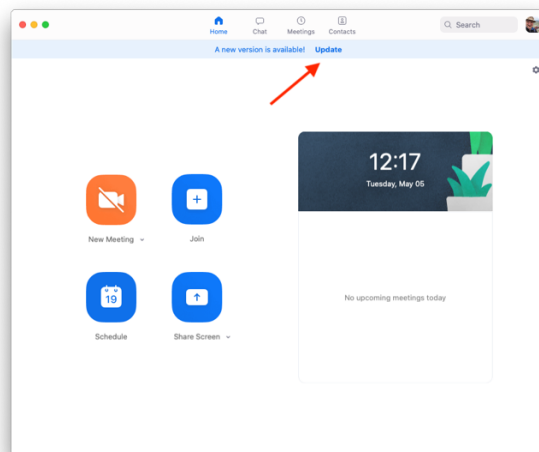 Home Chat Meetings Contacts Search
A new version is available! Update
12:17
Tuesday, May 05
New Meeting Join
No upcoming meetings today
19
Schedule Share Screen